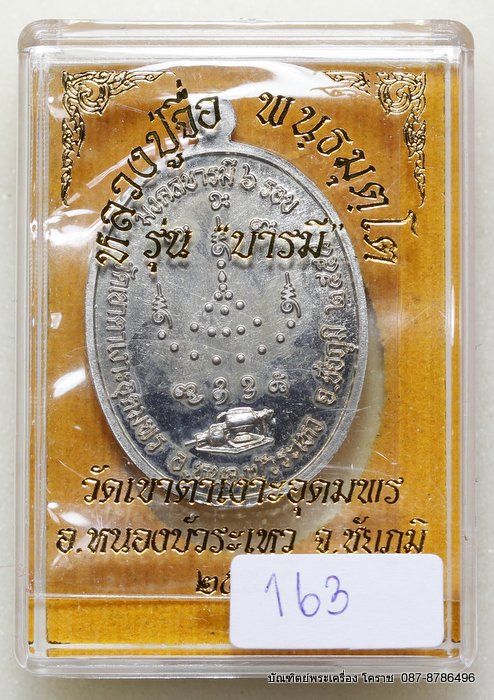 หลวงปู่จื่อ พนฺธมุตฺโต
มงคลบารมี ๖ รอบ
รุ่น "บารมี"
วัดเขาตาเงาะอุดมพร
อ.หนองบัวระเหว จ.ชัยภูมิ
163
บัณฑิตย์พระเครื่อง โคราช 087-8786496